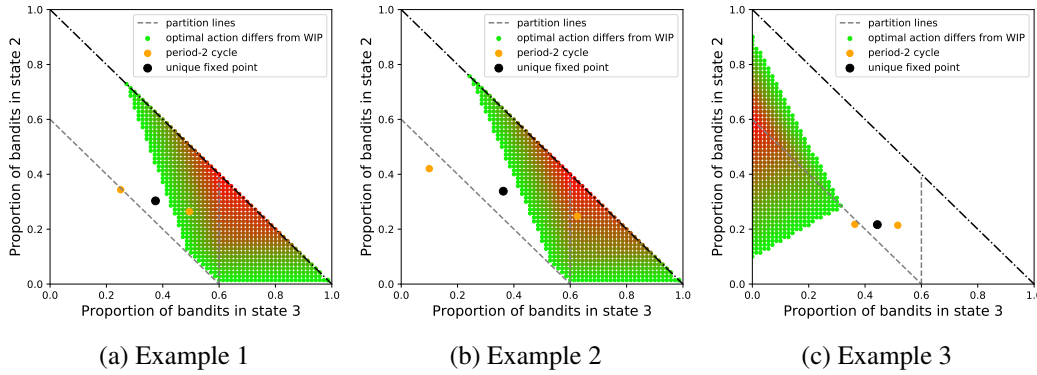 1.0
0.8
0.6
0.4
0.2
0.0
0.0 0.2 0.4 0.6 0.8 1.0
Proportion of bandits in state 2
Proportion of bandits in state 3
partition lines
optimal action differs from WIP
period-2 cycle
unique fixed point
(a) Example 1
1.0
0.8
0.6
0.4
0.2
0.0
0.0 0.2 0.4 0.6 0.8 1.0
Proportion of bandits in state 2
Proportion of bandits in state 3
partition lines
optimal action differs from WIP
period-2 cycle
unique fixed point
(b) Example 2
1.0
0.8
0.6
0.4
0.2
0.0
0.0 0.2 0.4 0.6 0.8 1.0
Proportion of bandits in state 2
Proportion of bandits in state 3
partition lines
optimal action differs from WIP
period-2 cycle
unique fixed point
(c) Example 3